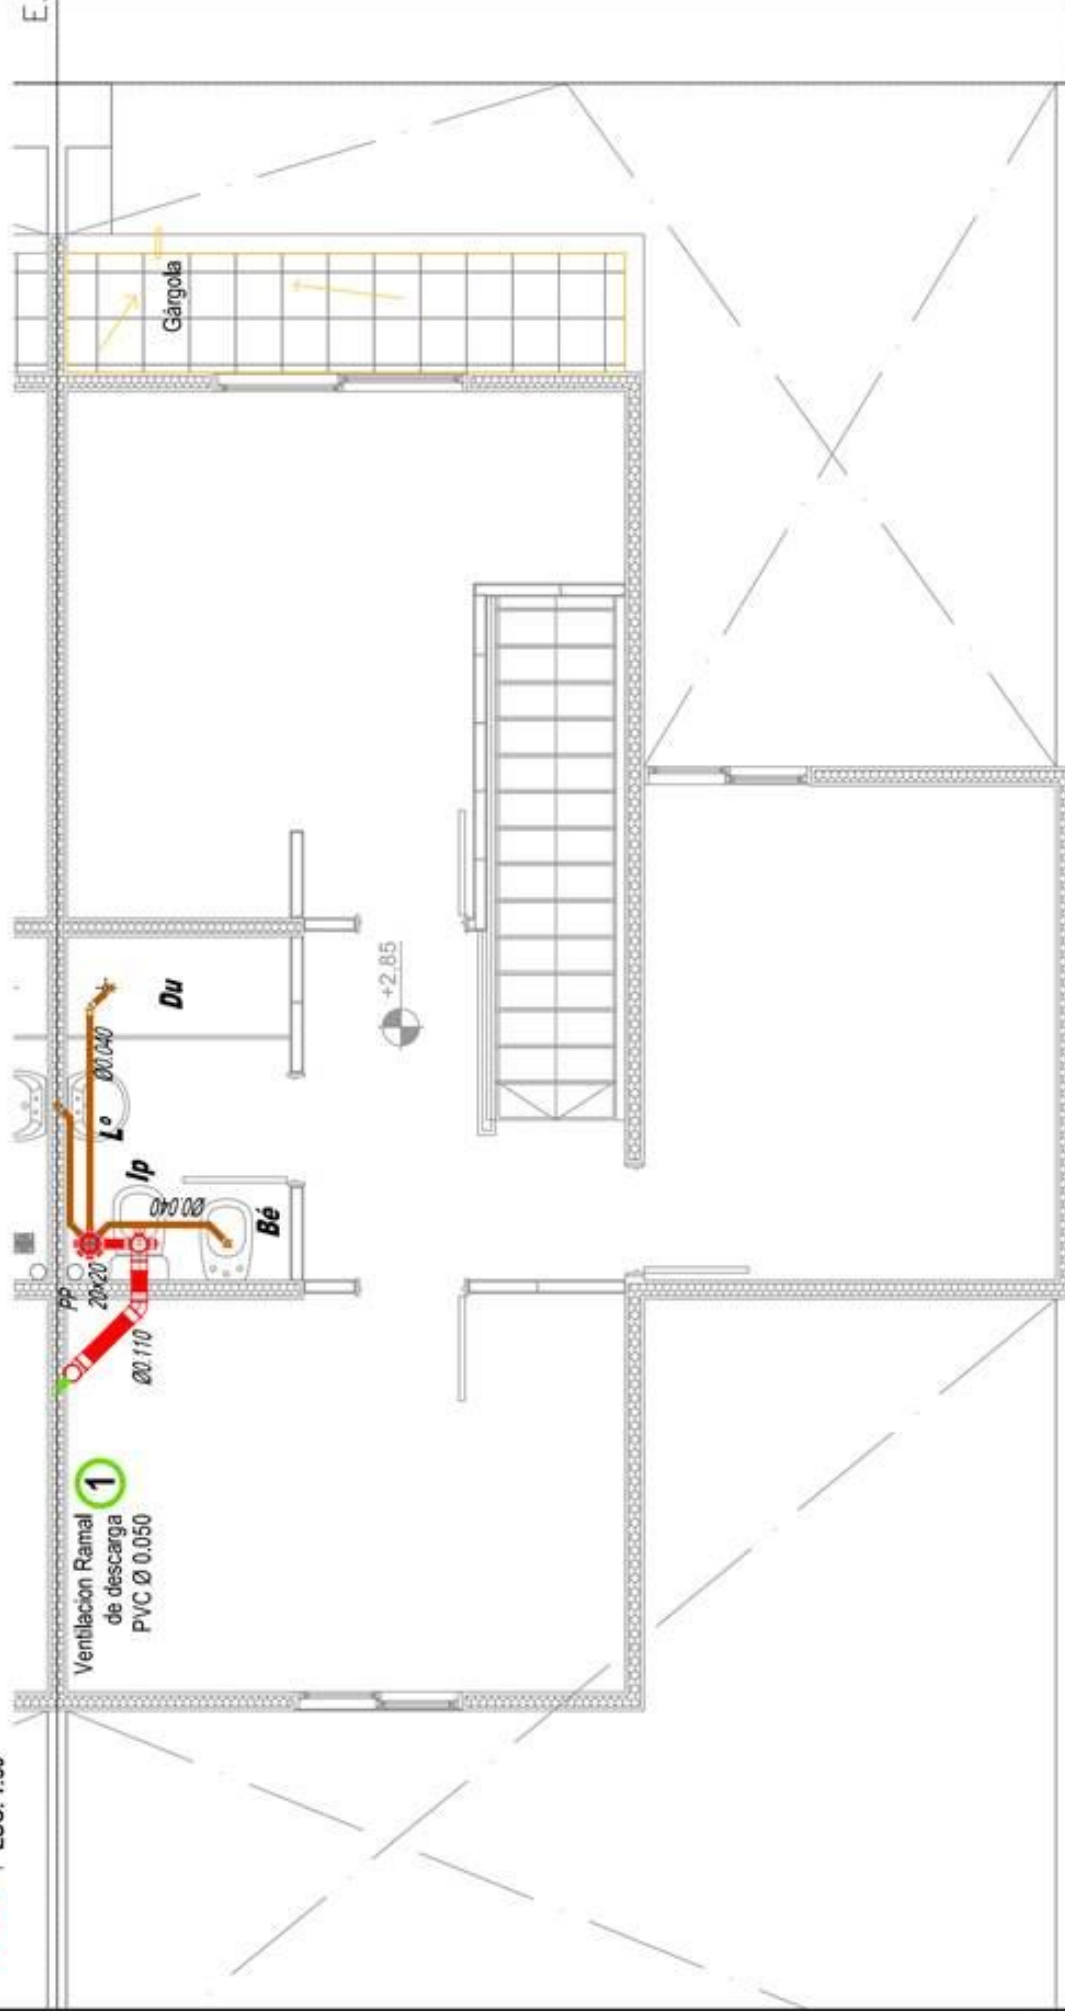 Gárgola
+2,85
Du
Ø0.040
Lº
Ip
Ø0.040
Bé
PP
20x20
Ø0.110
1
Ventilacion Ramal
de descarga
PVC Ø 0.050